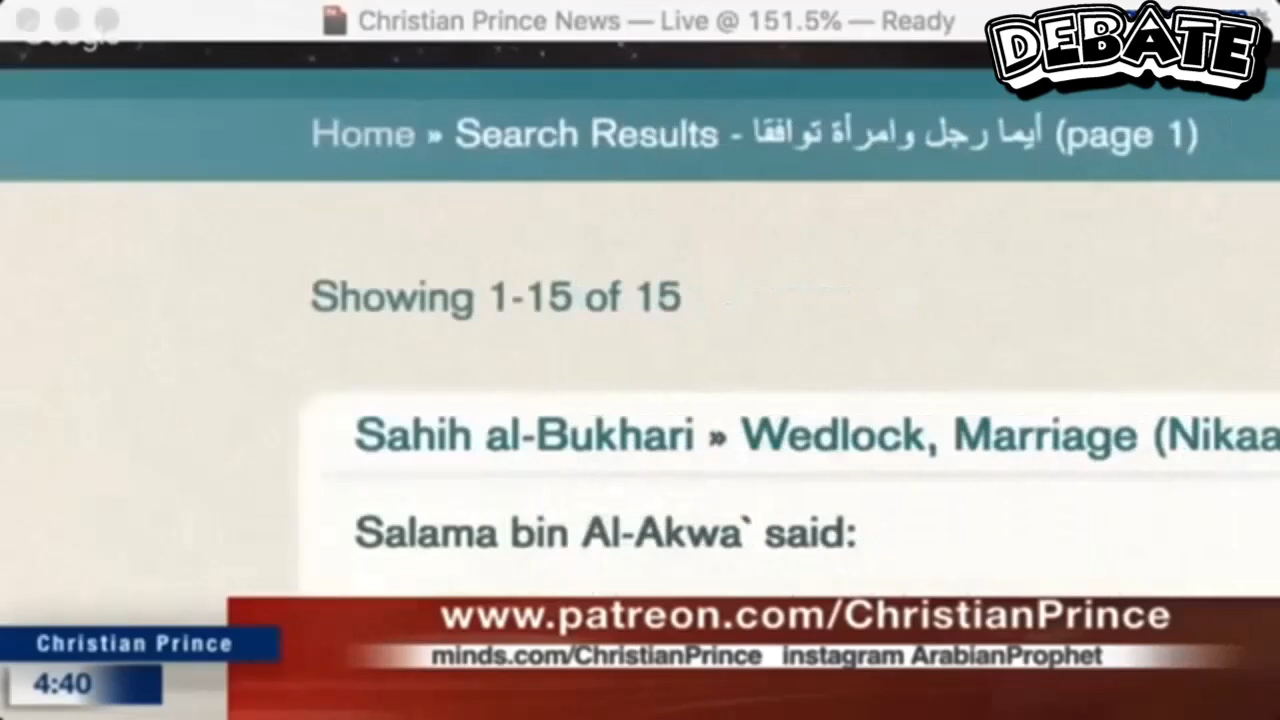 Christian Prince News — Live @ 151.5% — Ready
DEBATE
Google
Home » Search Results - أيما رجل وامرأة توافقا (page 1)
Showing 1-15 of 15
Sahih al-Bukhari » Wedlock, Marriage (Nikaa
Salama bin Al-Akwa` said:
www.patreon.com/ChristianPrince
Christian Prince
minds.com/ChristianPrince instagram ArabianProphet
4:40